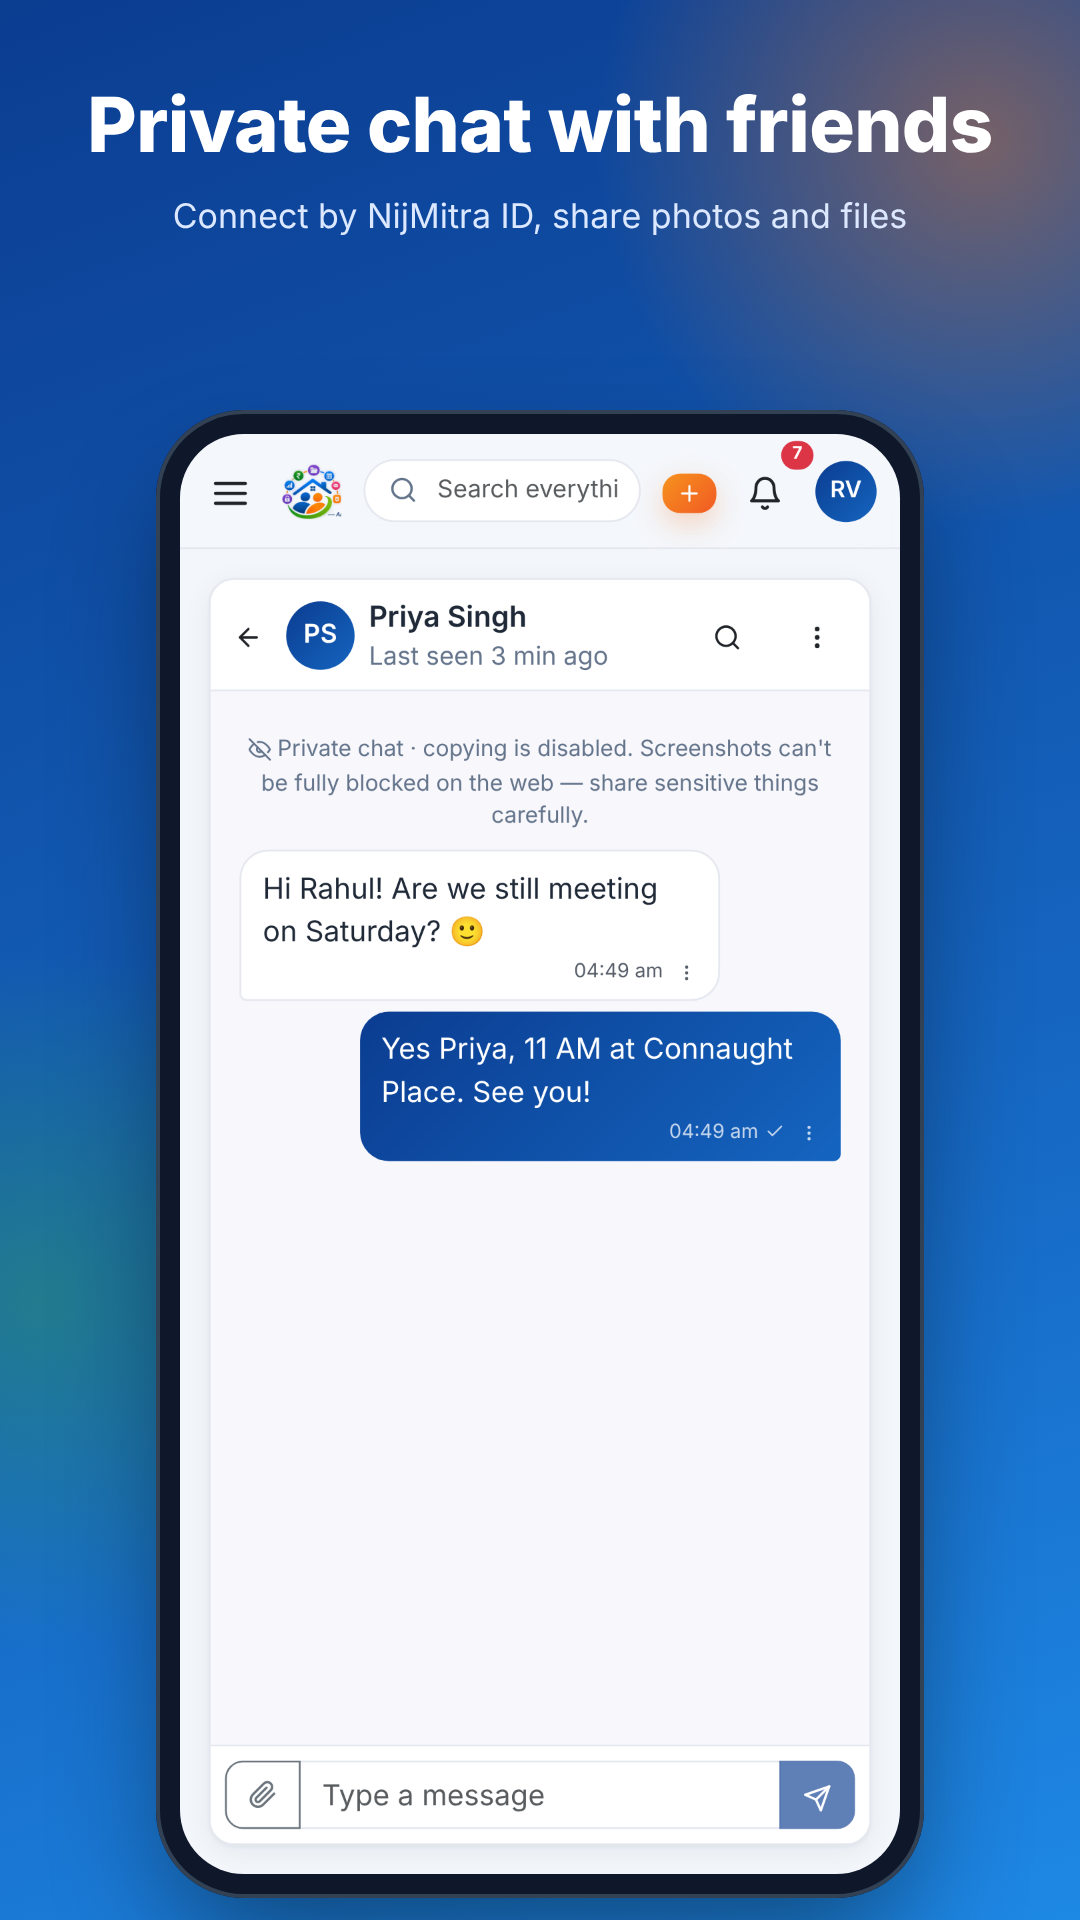 Private chat with friends
Connect by NijMitra ID, share photos and files
7
Search everythi
RV
PS
Priya Singh
Last seen 3 min ago
Private chat · copying is disabled. Screenshots can't
be fully blocked on the web — share sensitive things
carefully.
Hi Rahul! Are we still meeting
on Saturday? 🙂
04:49 am
Yes Priya, 11 AM at Connaught
Place. See you!
04:49 am
Type a message